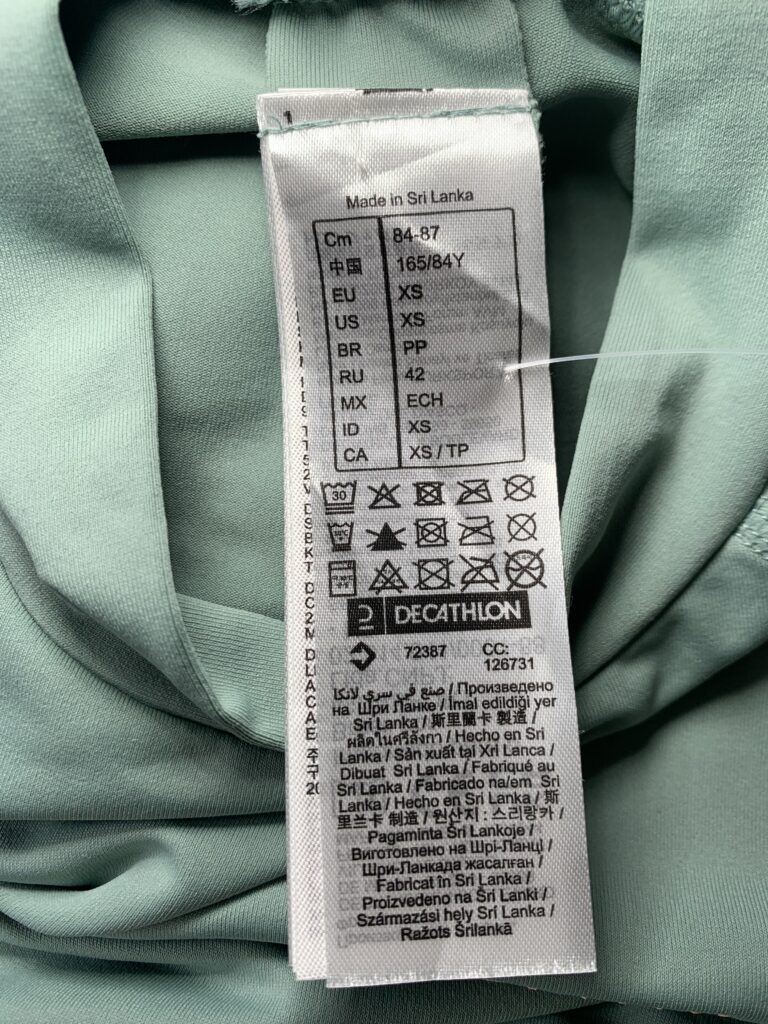 1
Made in Sri Lanka
Cm 84-87
中国 165/84Y
EU XS
US XS
BR PP
RU 42
MX ECH
ID XS
CA XS / TP
30
DECATHLON
72387 CC:
126731
صنع في سري لانكا / Произведено
на Шри Ланке / İmal edildiği yer
Sri Lanka / 斯里蘭卡 製造 /
ผลิตในศรีลังกา / Hecho en Sri
Lanka / Sản xuất tại Xri Lanca /
Dibuat Sri Lanka / Fabriqué au
Sri Lanka / Fabricado na/em Sri
Lanka / Hecho en Sri Lanka / 斯
里兰卡 制造 / 원산지 : 스리랑카 /
Pagaminta Šri Lankoje /
Виготовлено на Шрі-Ланці /
Шри-Ланкада жасалған /
Fabricat în Sri Lanka /
Proizvedeno na Šri Lanki /
Származási hely Srí Lanka /
Ražots Šrilankā